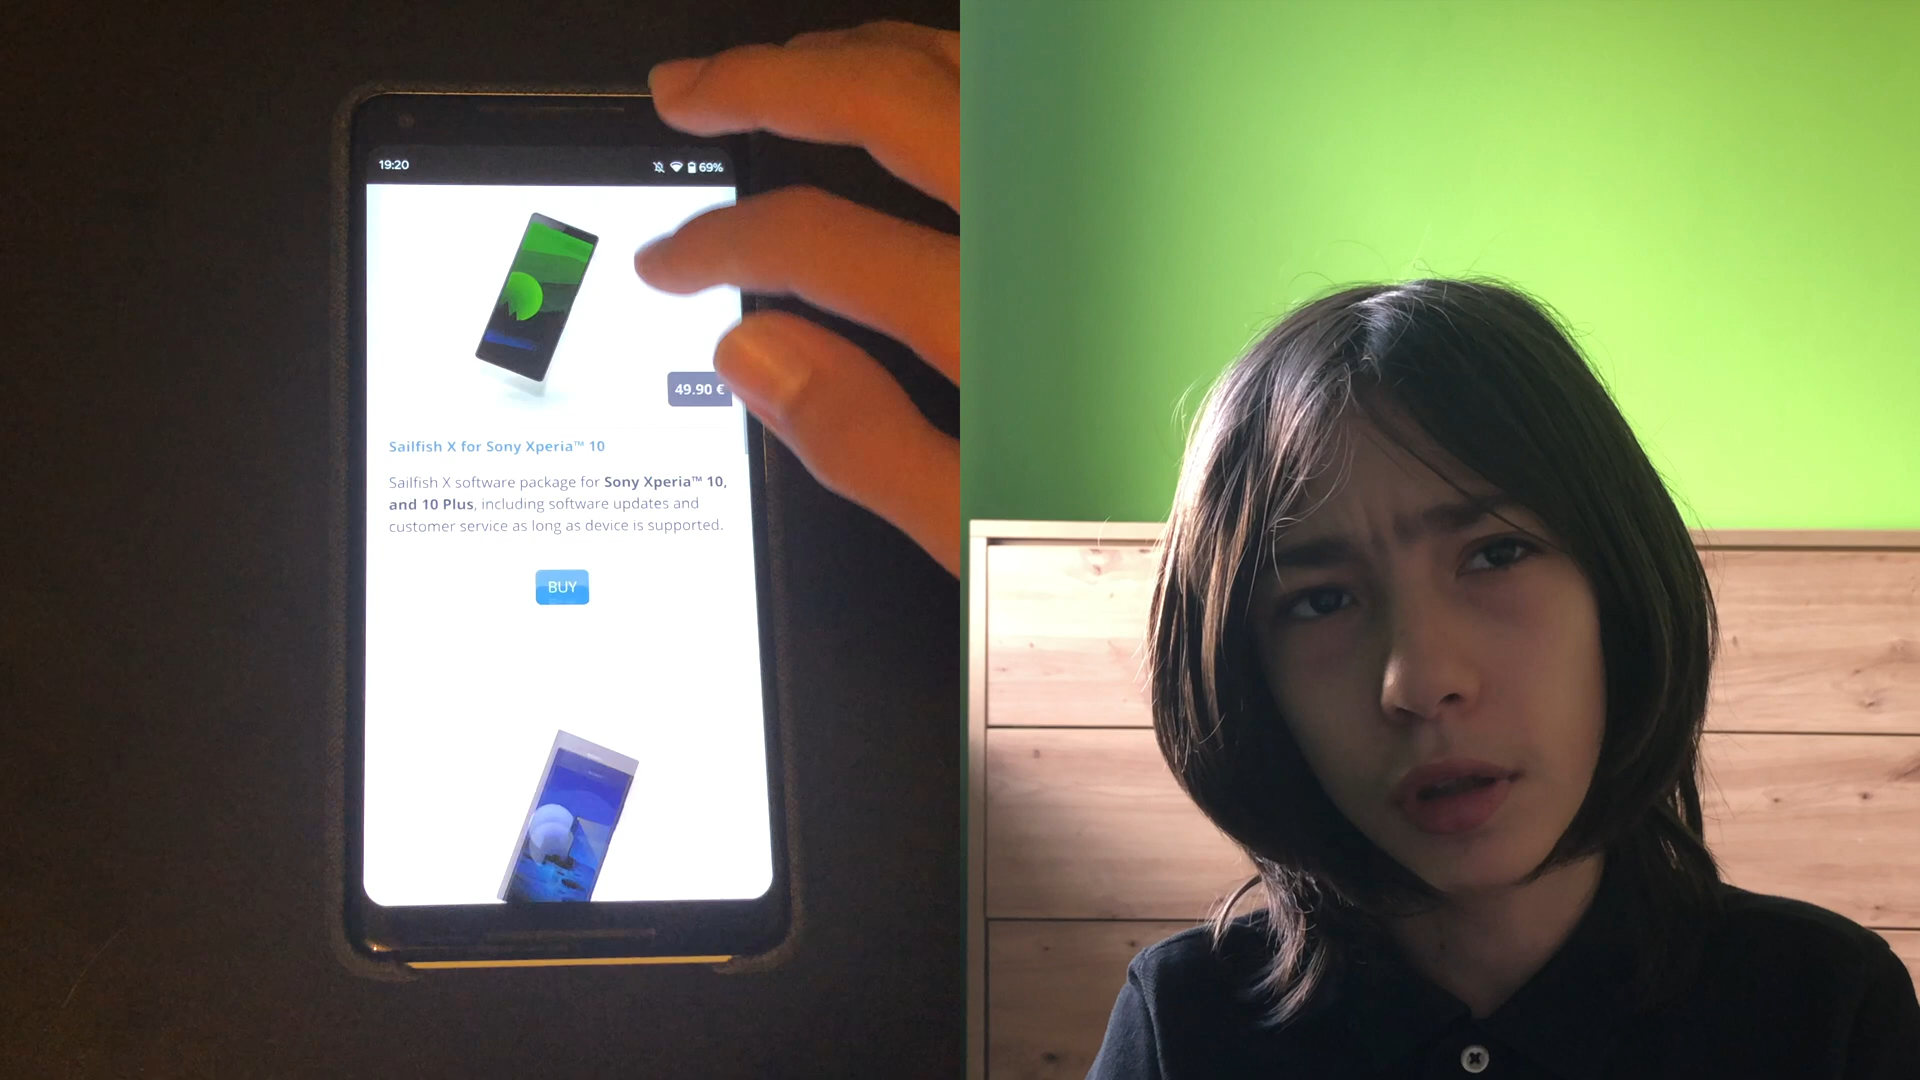 19:20
69%
49.90 €
Sailfish X for Sony Xperia™ 10
Sailfish X software package for Sony Xperia™ 10,
and 10 Plus, including software updates and
customer service as long as device is supported.
BUY